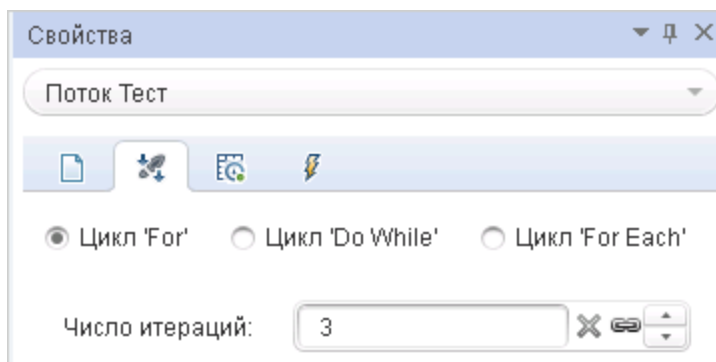 Свойства
Поток Тест
Цикл 'For' Цикл 'Do While' Цикл 'For Each'
Число итераций: 3